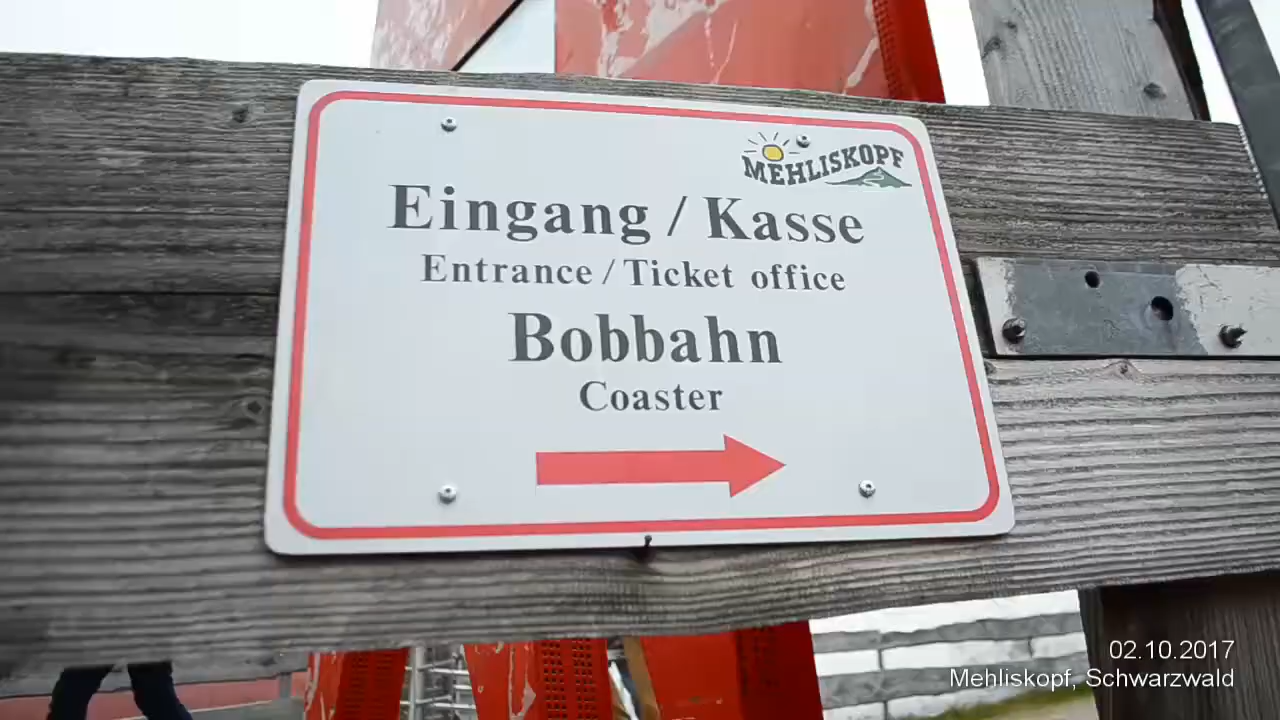 MEHLISKOPF
Eingang / Kasse
Entrance / Ticket office
Bobbahn
Coaster
02.10.2017
Mehliskopf, Schwarzwald